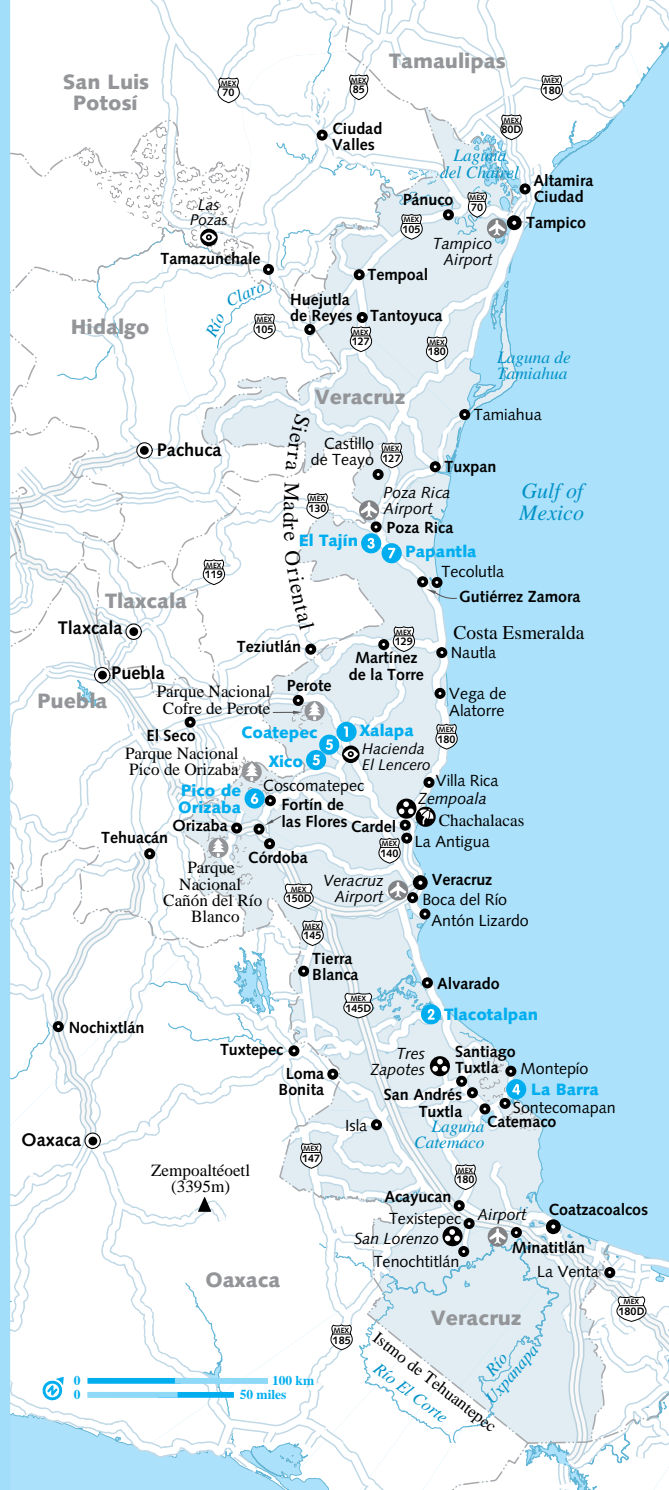 Tamaulipas
San Luis
Potosí
MEX
70
MEX
85
MEX
180
MEX
80D
Ciudad
Valles
Laguna
del Chairel
Altamira
Ciudad
Pánuco
MEX
70
Las
Pozas
MEX
105
Tampico
Tampico
Airport
Tamazunchale
Tempoal
Río Claro
Huejutla
de Reyes
Tantoyuca
Hidalgo
MEX
105
MEX
127
MEX
180
Laguna de
Tamiahua
Veracruz
Tamiahua
Sierra Madre Oriental
Castillo
de Teayo
MEX
127
Pachuca
Tuxpan
Poza Rica
Airport
Gulf of
Mexico
MEX
130
Poza Rica
El Tajín
3
7
Papantla
MEX
119
Tecolutla
Gutiérrez Zamora
Tlaxcala
Tlaxcala
Costa Esmeralda
MEX
129
Teziutlán
Martínez
de la Torre
Nautla
Puebla
Puebla
Parque Nacional
Cofre de Perote
Perote
Vega de
Alatorre
El Seco
Coatepec
5
1
Xalapa
MEX
180
Xico
5
Hacienda
El Lencero
Parque Nacional
Pico de Orizaba
Pico de
Orizaba
6
Coscomatepec
Villa Rica
Zempoala
Fortín de
las Flores
Chachalacas
Orizaba
Cardel
La Antigua
Tehuacán
Córdoba
MEX
140
Parque
Nacional
Cañón del Río
Blanco
Veracruz
Airport
Veracruz
Boca del Río
MEX
150D
Antón Lizardo
MEX
145
Tierra
Blanca
Alvarado
MEX
145D
2
Tlacotalpan
Nochixtlán
Tuxtepec
Tres
Zapotes
Santiago
Tuxtla
Montepío
Loma
Bonita
4
La Barra
San Andrés
Tuxtla
Sontecomapan
Catemaco
Laguna
Catemaco
Isla
Oaxaca
MEX
147
Zempoaltéoetl
(3395m)
MEX
180
Acayucan
Airport
Coatzacoalcos
Texistepec
San Lorenzo
Minatitlán
Tenochtitlán
La Venta
Oaxaca
MEX
180D
Veracruz
MEX
185
Istmo de Tehuantepec
Río
Uxpanapa
Río El Corte
N
0
100 km
0
50 miles